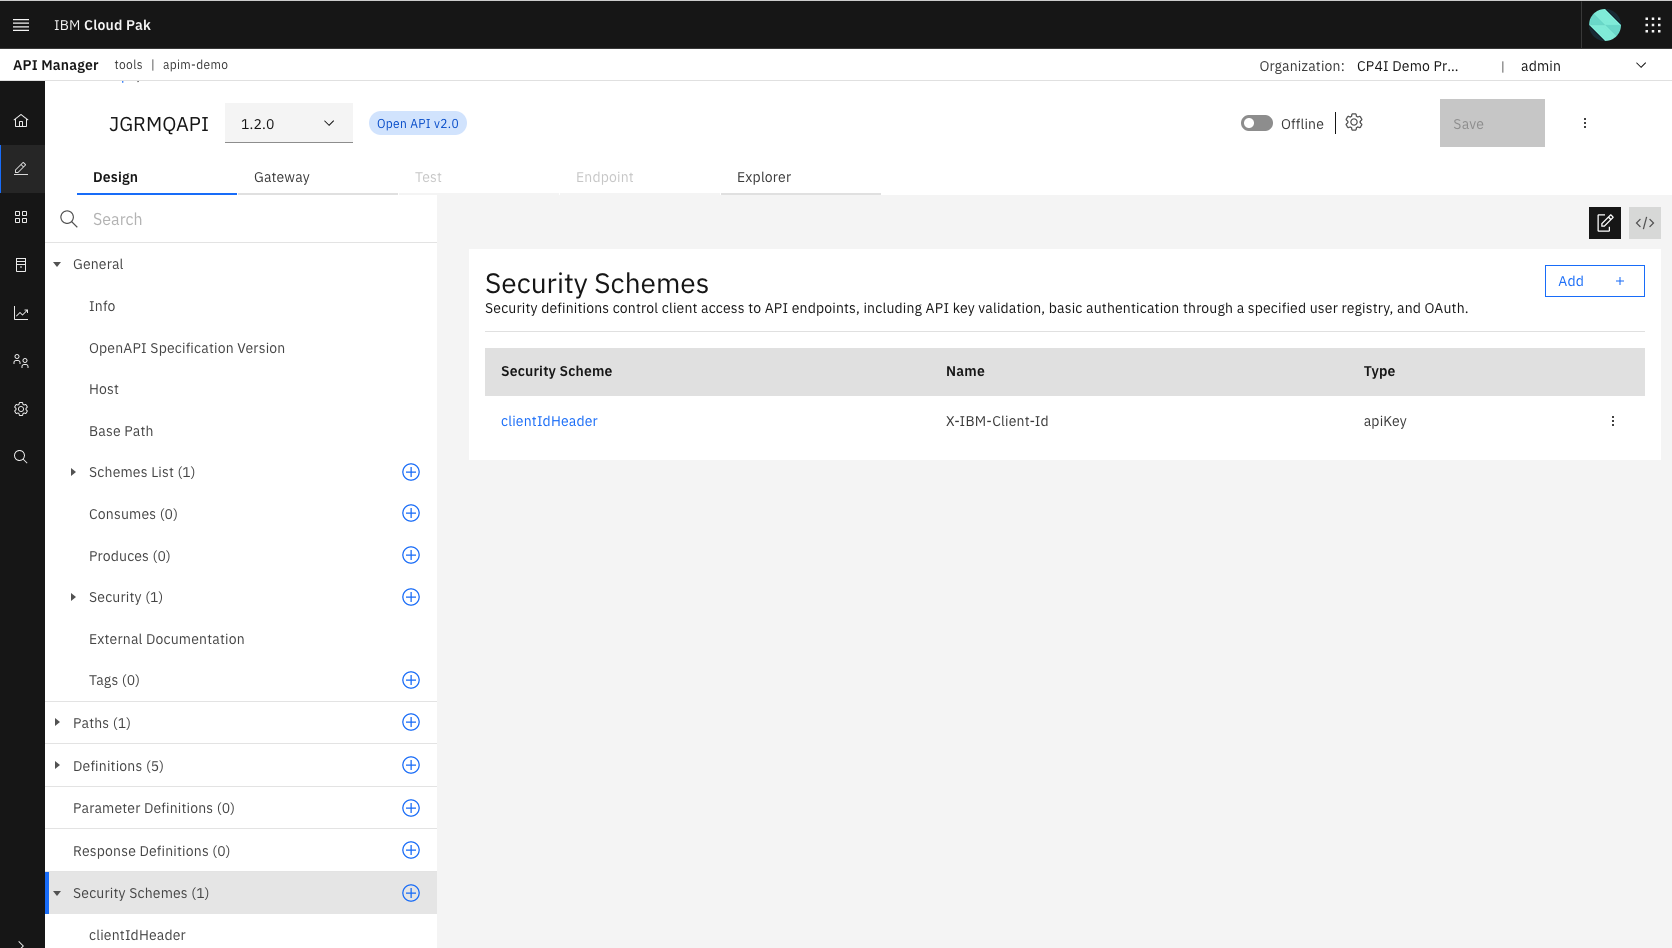 IBM Cloud Pak
API Manager tools | apim-demo Organization: CP4I Demo Pr... | admin
JGRMQAPI 1.2.0 Open API v2.0 Offline Save
Design Gateway Test Endpoint Explorer
Search
General
Info
OpenAPI Specification Version
Host
Base Path
Schemes List (1)
Consumes (0)
Produces (0)
Security (1)
External Documentation
Tags (0)
Paths (1)
Definitions (5)
Parameter Definitions (0)
Response Definitions (0)
Security Schemes (1)
clientIdHeader
</>
Security Schemes
Add +
Security definitions control client access to API endpoints, including API key validation, basic authentication through a specified user registry, and OAuth.
Security Scheme Name Type
clientIdHeader X-IBM-Client-Id apiKey